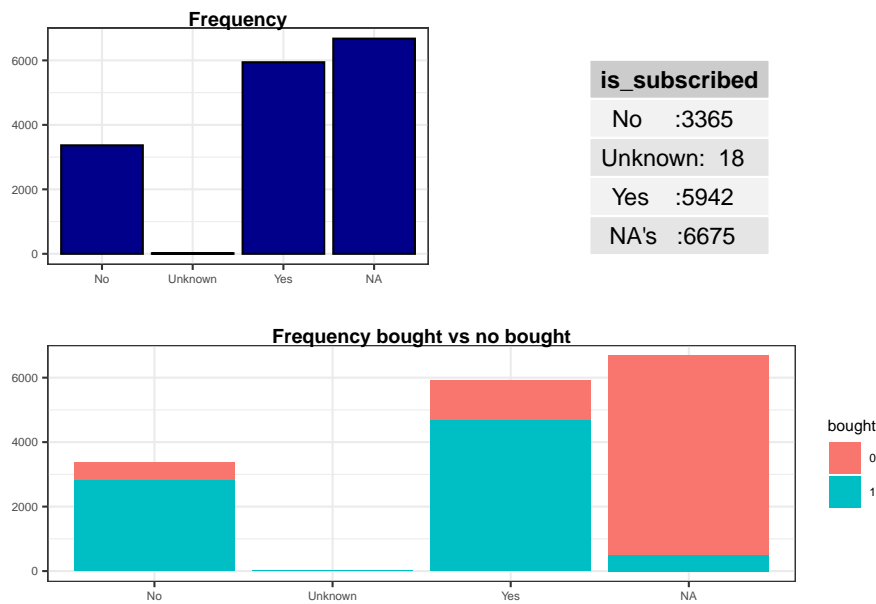 Frequency
6000
4000
2000
0
No Unknown Yes NA
is_subscribed
No :3365
Unknown: 18
Yes :5942
NA's :6675
Frequency bought vs no bought
6000
4000
2000
0
No Unknown Yes NA
bought
0
1